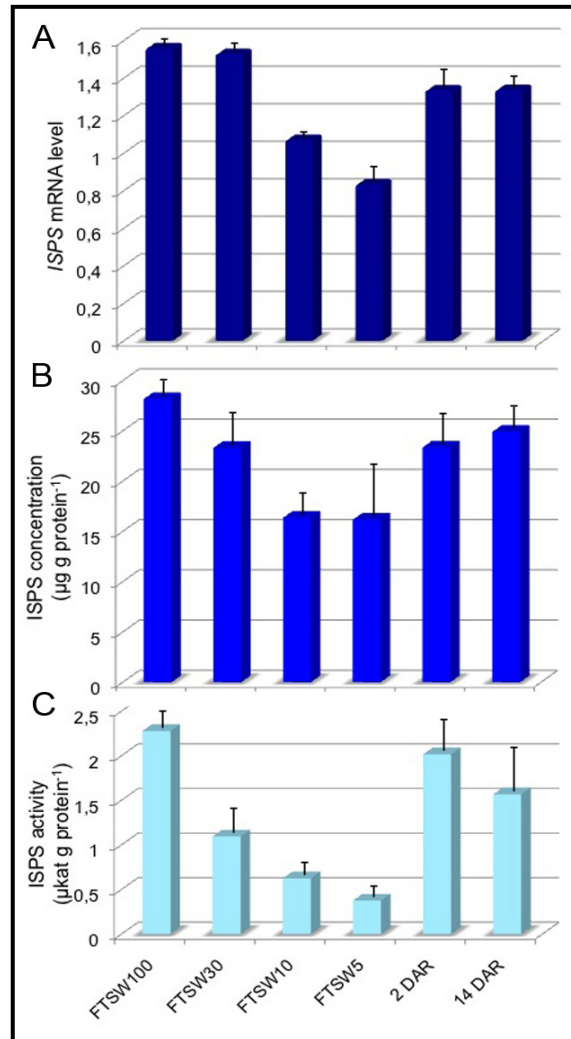 A
1,6
1,4
1,2
1
0,8
0,6
0,4
0,2
0
ISPS mRNA level
B
30
25
20
15
10
5
0
ISPS concentration
(µg g protein-1)
C
2,5
2
1,5
1
0,5
0
ISPS activity
(µkat g protein-1)
FTSW100
FTSW30
FTSW10
FTSW5
2 DAR
14 DAR